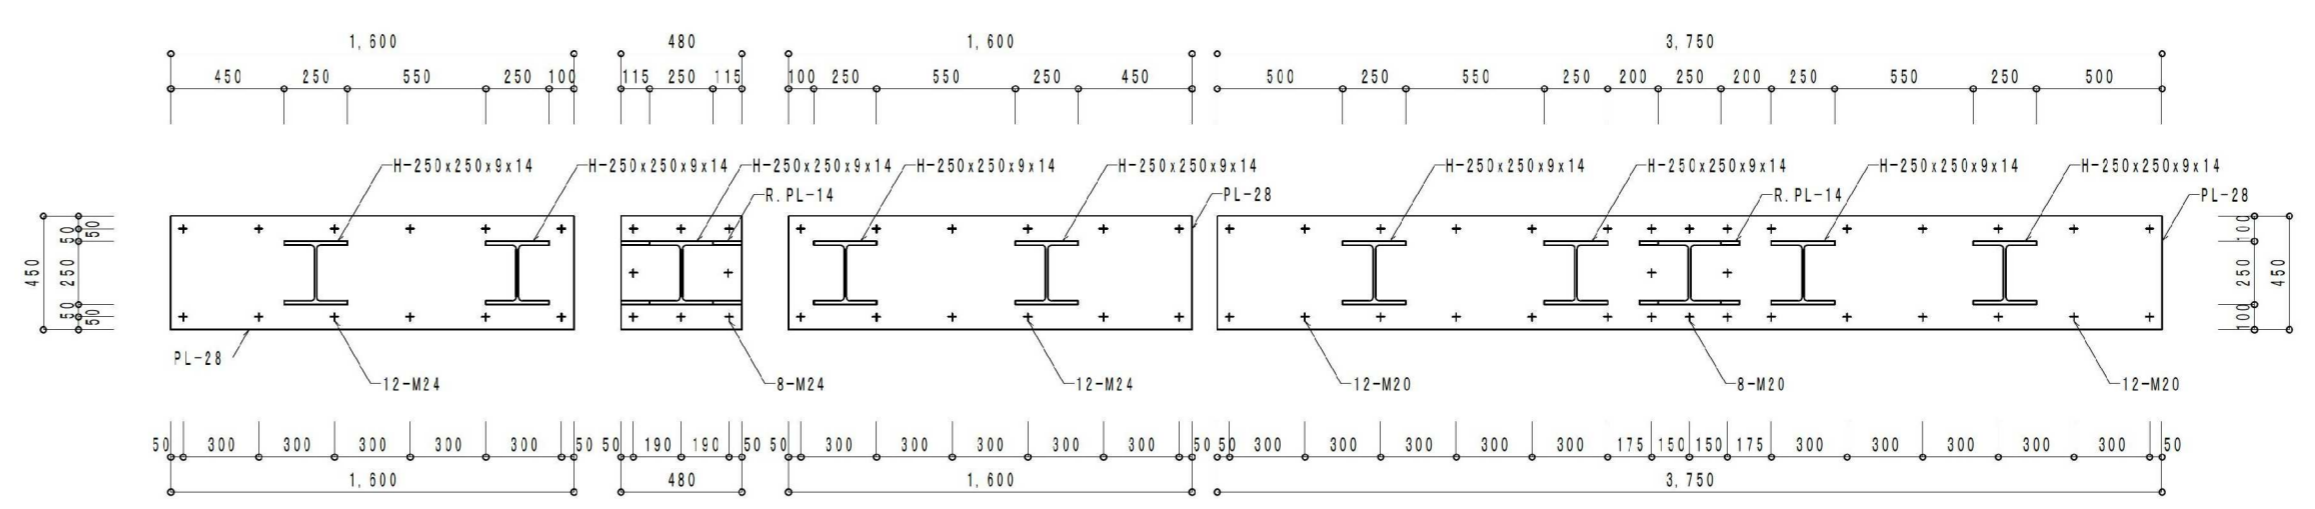 1,600 480 1,600 3,750
450 250 550 250 100 115 250 115 100 250 550 250 450 500 250 550 250 200 250 200 250 550 250 500
H-250x250x9x14 H-250x250x9x14 H-250x250x9x14 H-250x250x9x14 H-250x250x9x14 H-250x250x9x14 H-250x250x9x14 H-250x250x9x14 H-250x250x9x14
R.PL-14 PL-28 R.PL-14 PL-28
450
50 50 250 50 50
100 250 100
450
PL-28
12-M24 8-M24 12-M24 12-M20 8-M20 12-M20
50 300 300 300 300 300 50 50 190 190 50 50 300 300 300 300 300 50 50 300 300 300 300 300 175 150 150 175 300 300 300 300 300 50
1,600 480 1,600 3,750